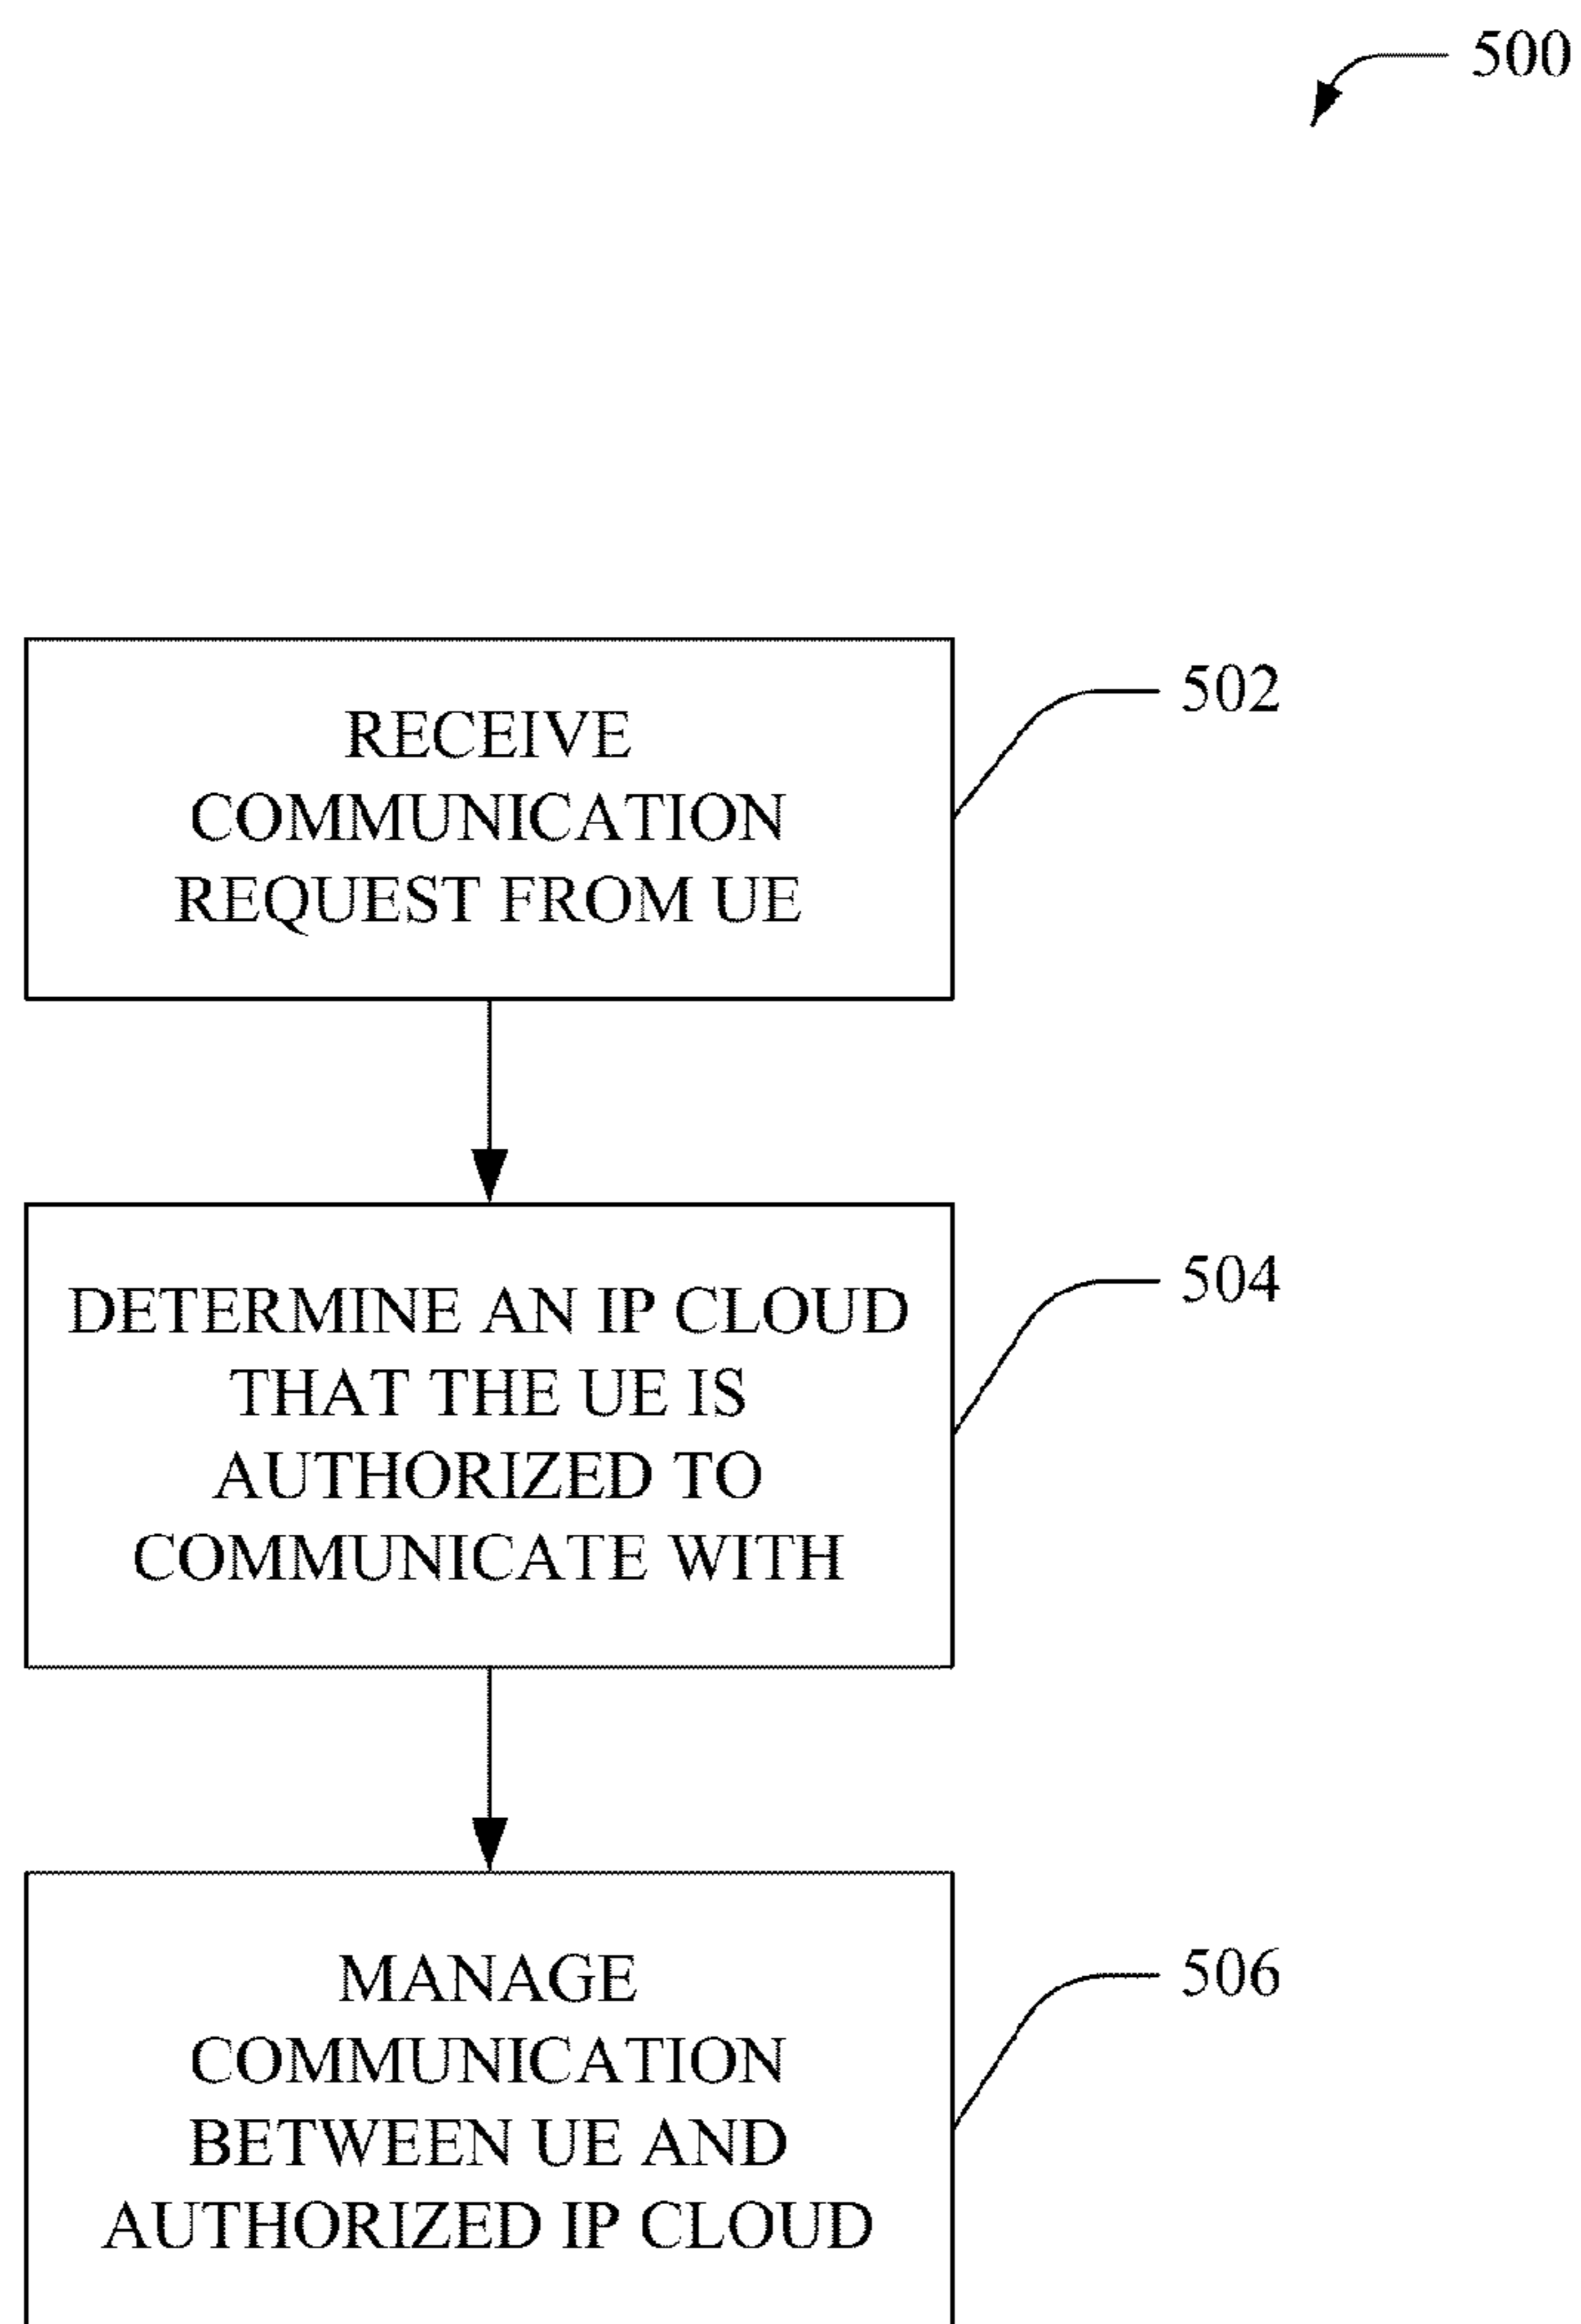 500
RECEIVE
COMMUNICATION
REQUEST FROM UE
502
DETERMINE AN IP CLOUD
THAT THE UE IS
AUTHORIZED TO
COMMUNICATE WITH
504
MANAGE
COMMUNICATION
BETWEEN UE AND
AUTHORIZED IP CLOUD
506